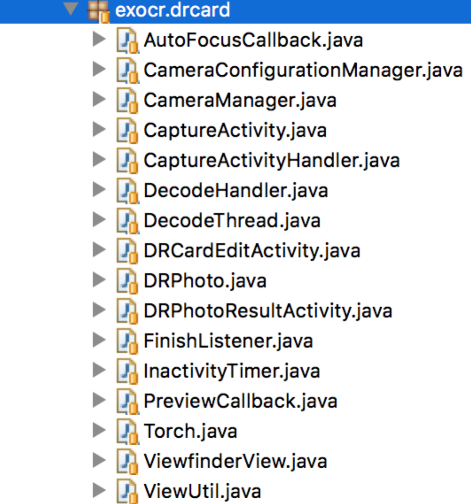 exocr.drcard
AutoFocusCallback.java
CameraConfigurationManager.java
CameraManager.java
CaptureActivity.java
CaptureActivityHandler.java
DecodeHandler.java
DecodeThread.java
DRCardEditActivity.java
DRPhoto.java
DRPhotoResultActivity.java
FinishListener.java
InactivityTimer.java
PreviewCallback.java
Torch.java
ViewfinderView.java
ViewUtil.java